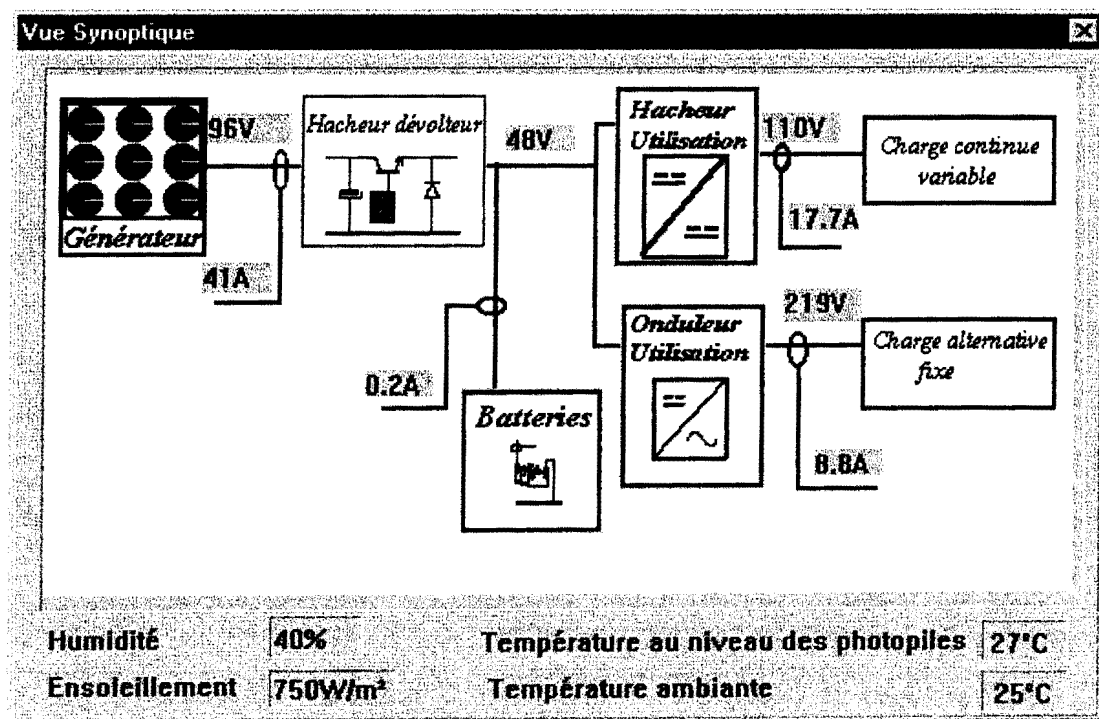 Vue Synoptique
96V
Hacheur dévolteur
48V
Hacheur
Utilisation
110V
Charge continue
variable
Générateur
41A
17.7A
0.2A
Batteries
Onduleur
Utilisation
219V
Charge alternative
fixe
8.8A
Humidité
40%
Température au niveau des photopiles
27°C
Ensoleillement
750W/m²
Température ambiante
25°C